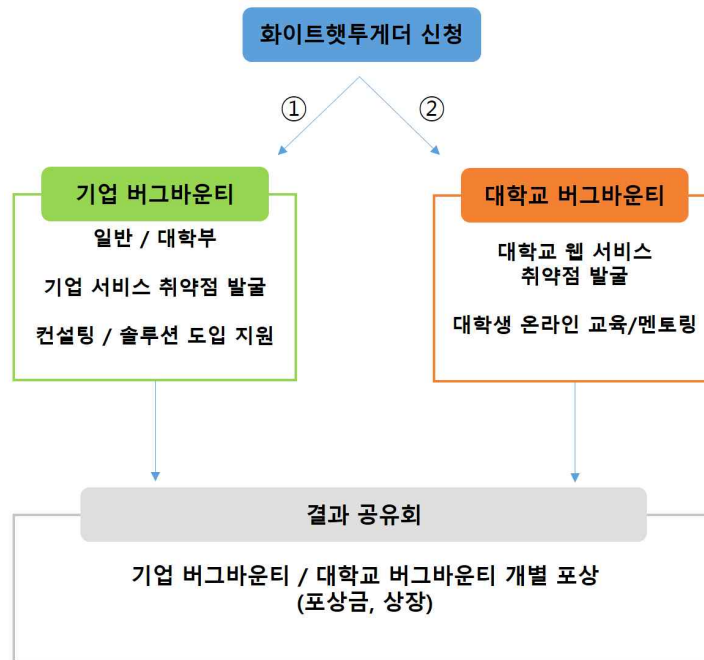 화이트햇투게더 신청
①
②
기업 버그바운티
일반 / 대학부
기업 서비스 취약점 발굴
컨설팅 / 솔루션 도입 지원
대학교 버그바운티
대학교 웹 서비스
취약점 발굴
대학생 온라인 교육/멘토링
결과 공유회
기업 버그바운티 / 대학교 버그바운티 개별 포상
(포상금, 상장)